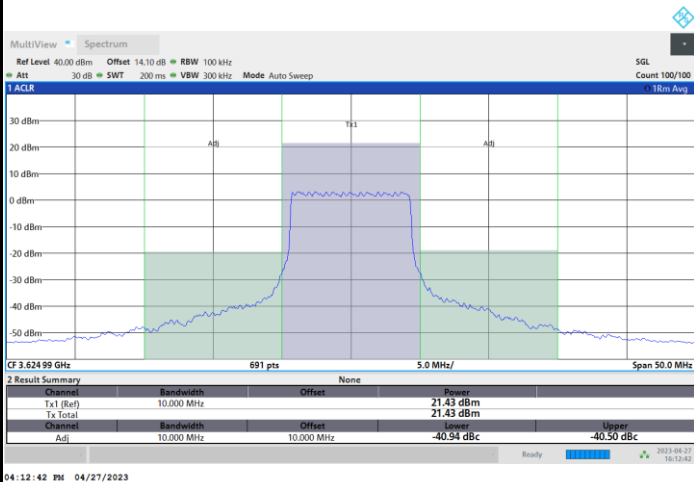 MultiView Spectrum
Ref Level 40.00 dBm Offset 14.10 dB RBW 100 kHz SGL
Att 30 dB SWT 200 ms VBW 300 kHz Mode Auto Sweep Count 100/100
1 ACLR 1Rm Avg
30 dBm
Tx1
20 dBm Adj Adj
10 dBm
0 dBm
-10 dBm
-20 dBm
-30 dBm
-40 dBm
-50 dBm
CF 3.624 99 GHz 691 pts 5.0 MHz/ Span 50.0 MHz
2 Result Summary None
Channel Bandwidth Offset Power
Tx1 (Ref) 10.000 MHz 21.43 dBm
Tx Total 21.43 dBm
Channel Bandwidth Offset Lower Upper
Adj 10.000 MHz 10.000 MHz -40.94 dBc -40.50 dBc
Ready 2023-04-27
16:12:42
04:12:42 PM 04/27/2023